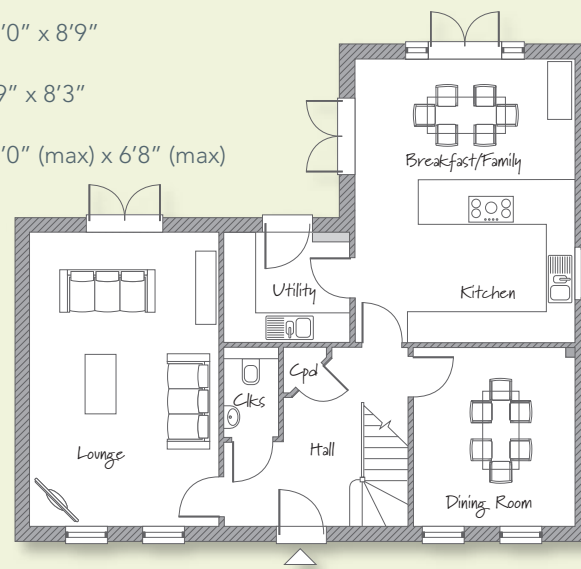 ’0” x 8’9”
9” x 8’3”
’0” (max) x 6’8” (max)
Breakfast/Family
Utility
Kitchen
Cpd
Clks
Lounge
Hall
Dining Room